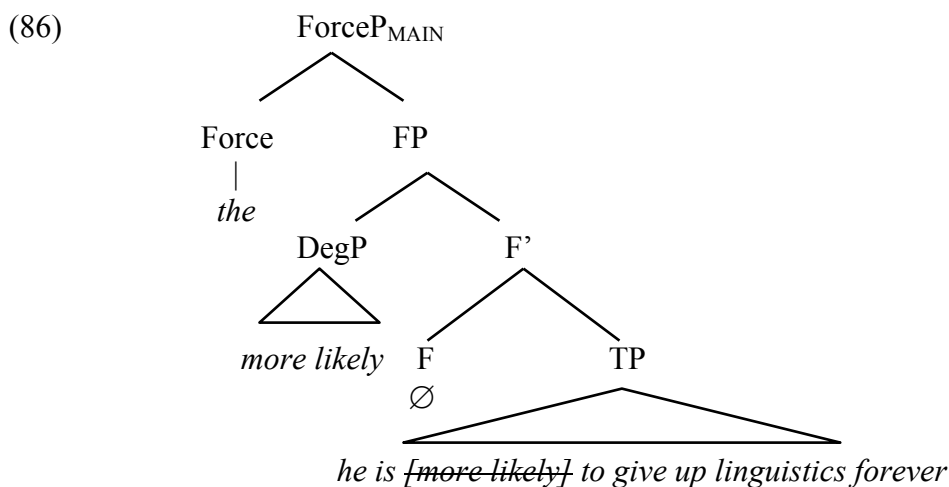 (86) ForceP_MAIN
Force FP
the
DegP F’
more likely F TP
∅
he is [more likely] to give up linguistics forever